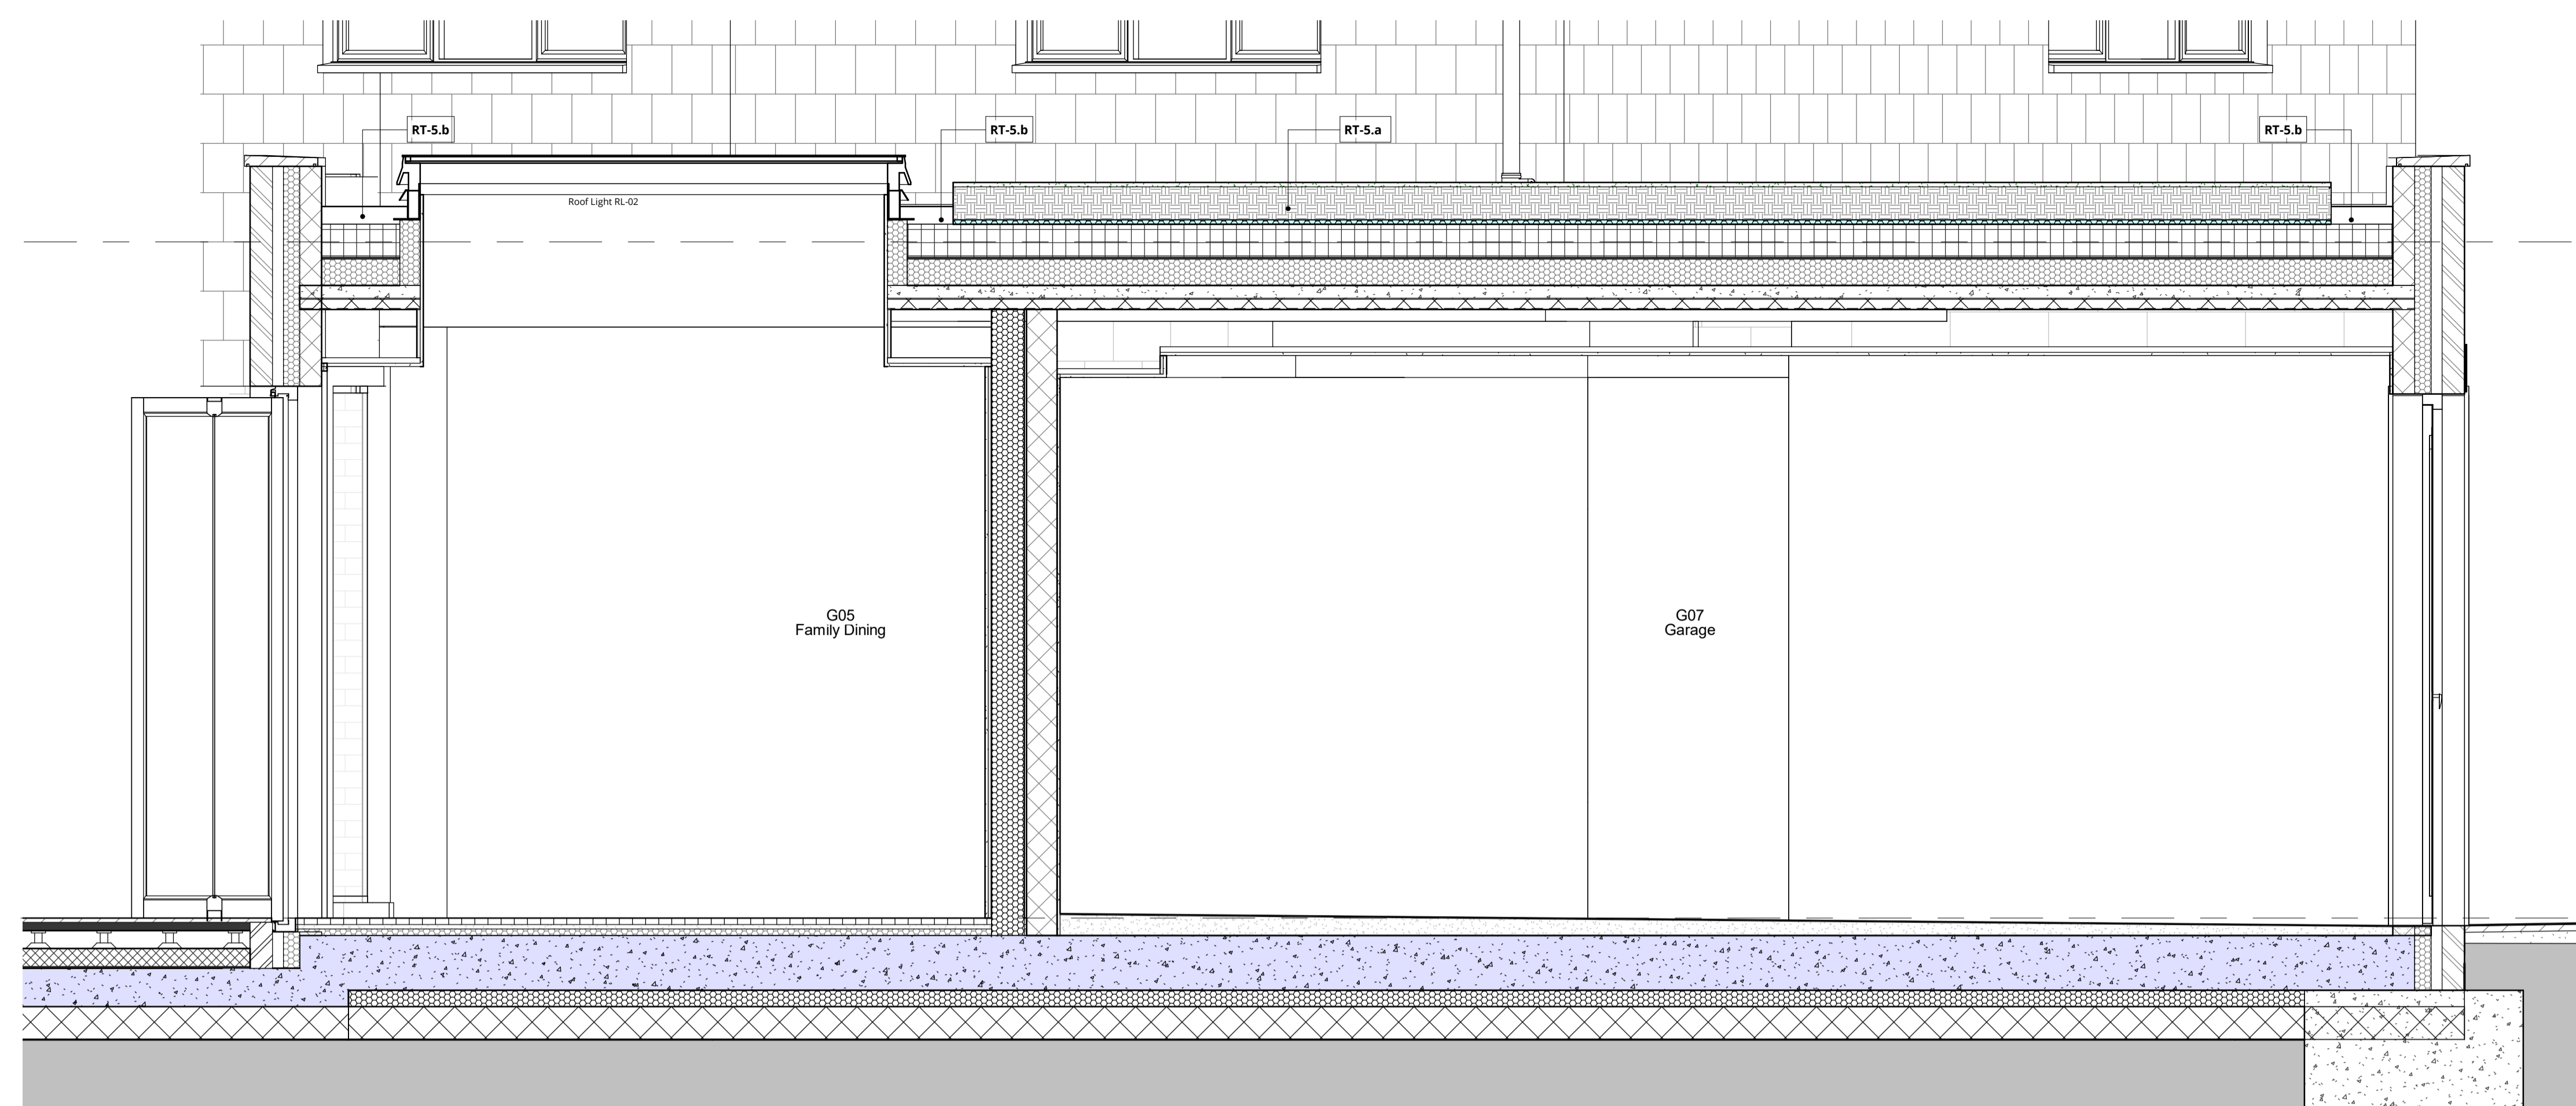 RT-5.b
RT-5.b
RT-5.a
RT-5.b
Roof Light RL-02
G05
Family Dining
G07
Garage